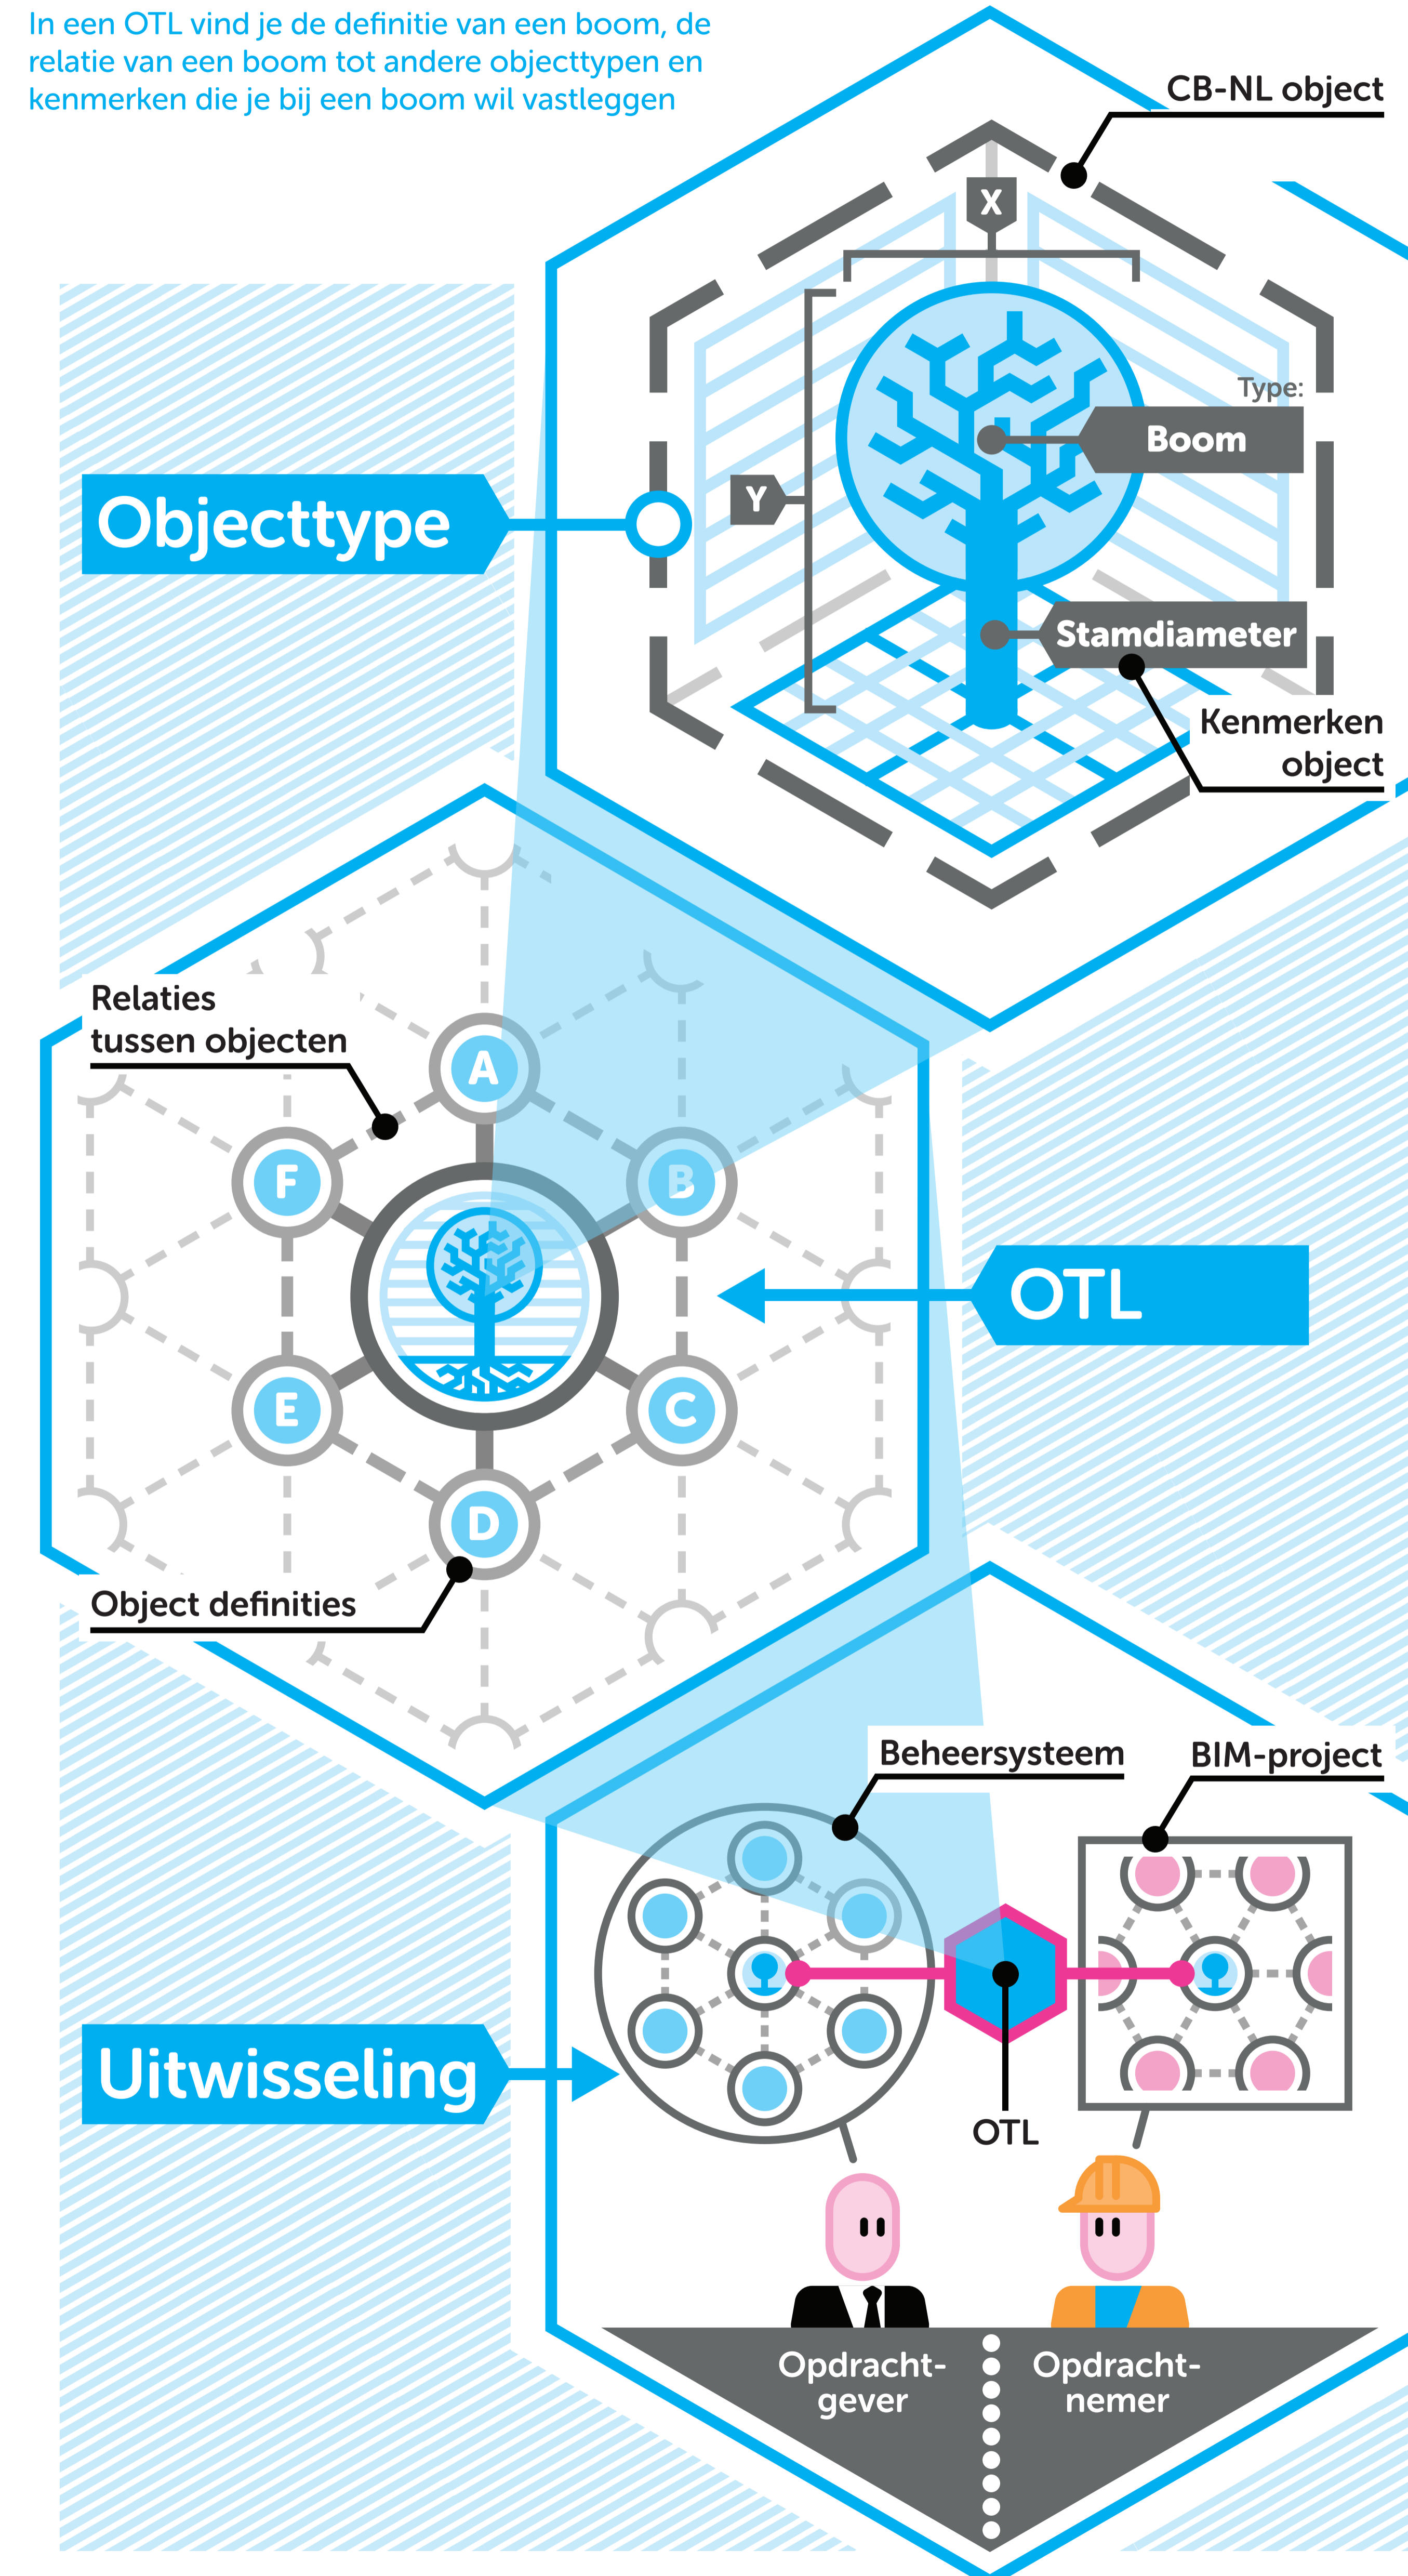 In een OTL vind je de definitie van een boom, de
relatie van een boom tot andere objecttypen en
kenmerken die je bij een boom wil vastleggen
CB-NL object
X
Type:
Boom
Y
Objecttype
Stamdiameter
Kenmerken
object
Relaties
tussen objecten
A
F
B
OTL
E
C
D
Object definities
Beheersysteem
BIM-project
Uitwisseling
OTL
Opdracht-
gever
Opdracht-
nemer